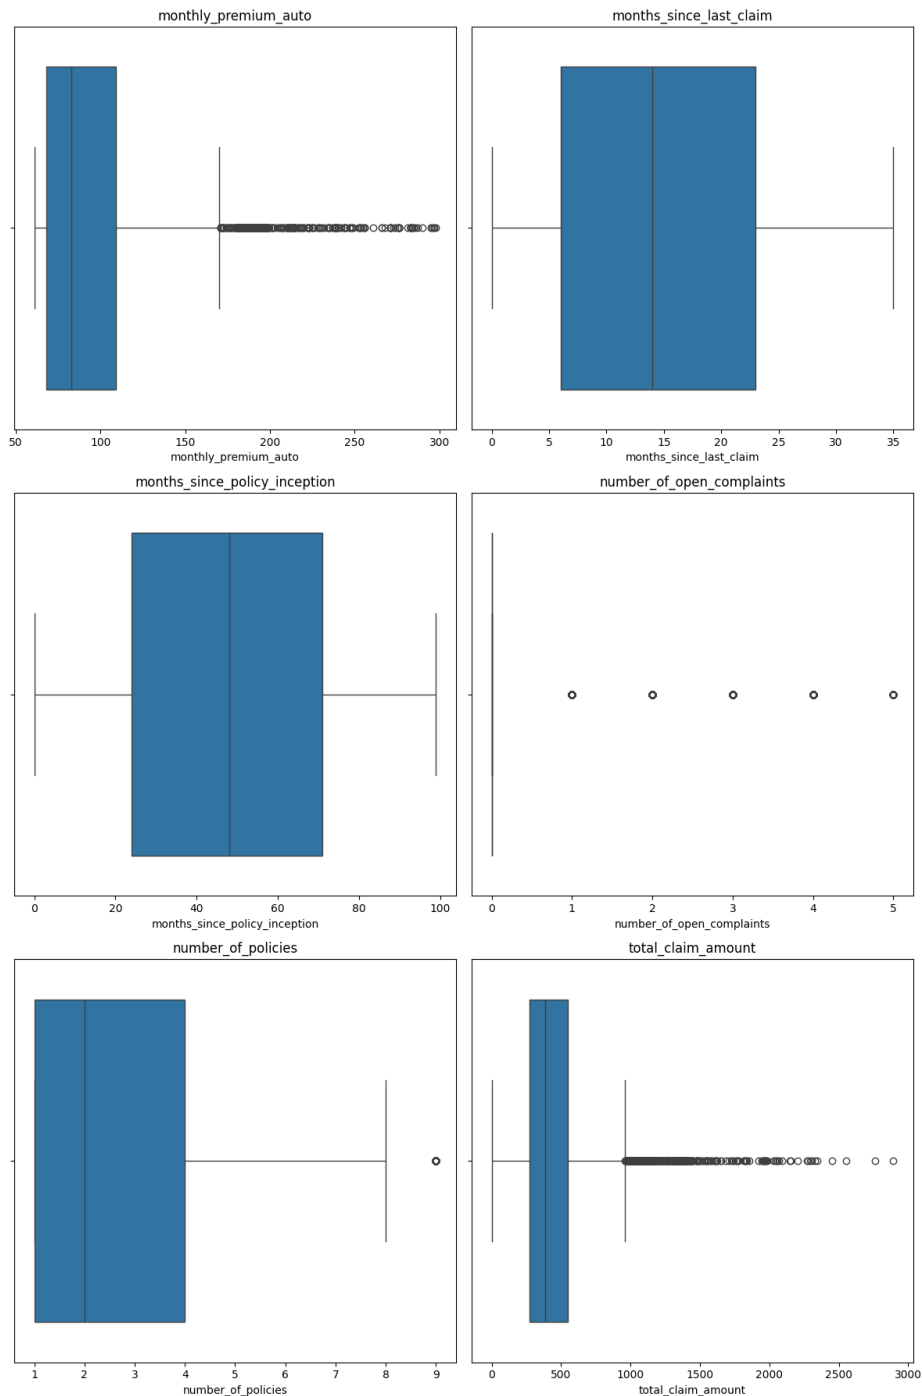 monthly_premium_auto
months_since_last_claim
50 100 150 200 250 300
0 5 10 15 20 25 30 35
monthly_premium_auto
months_since_last_claim
months_since_policy_inception
number_of_open_complaints
0 20 40 60 80 100
0 1 2 3 4 5
months_since_policy_inception
number_of_open_complaints
number_of_policies
total_claim_amount
1 2 3 4 5 6 7 8 9
0 500 1000 1500 2000 2500 3000
number_of_policies
total_claim_amount